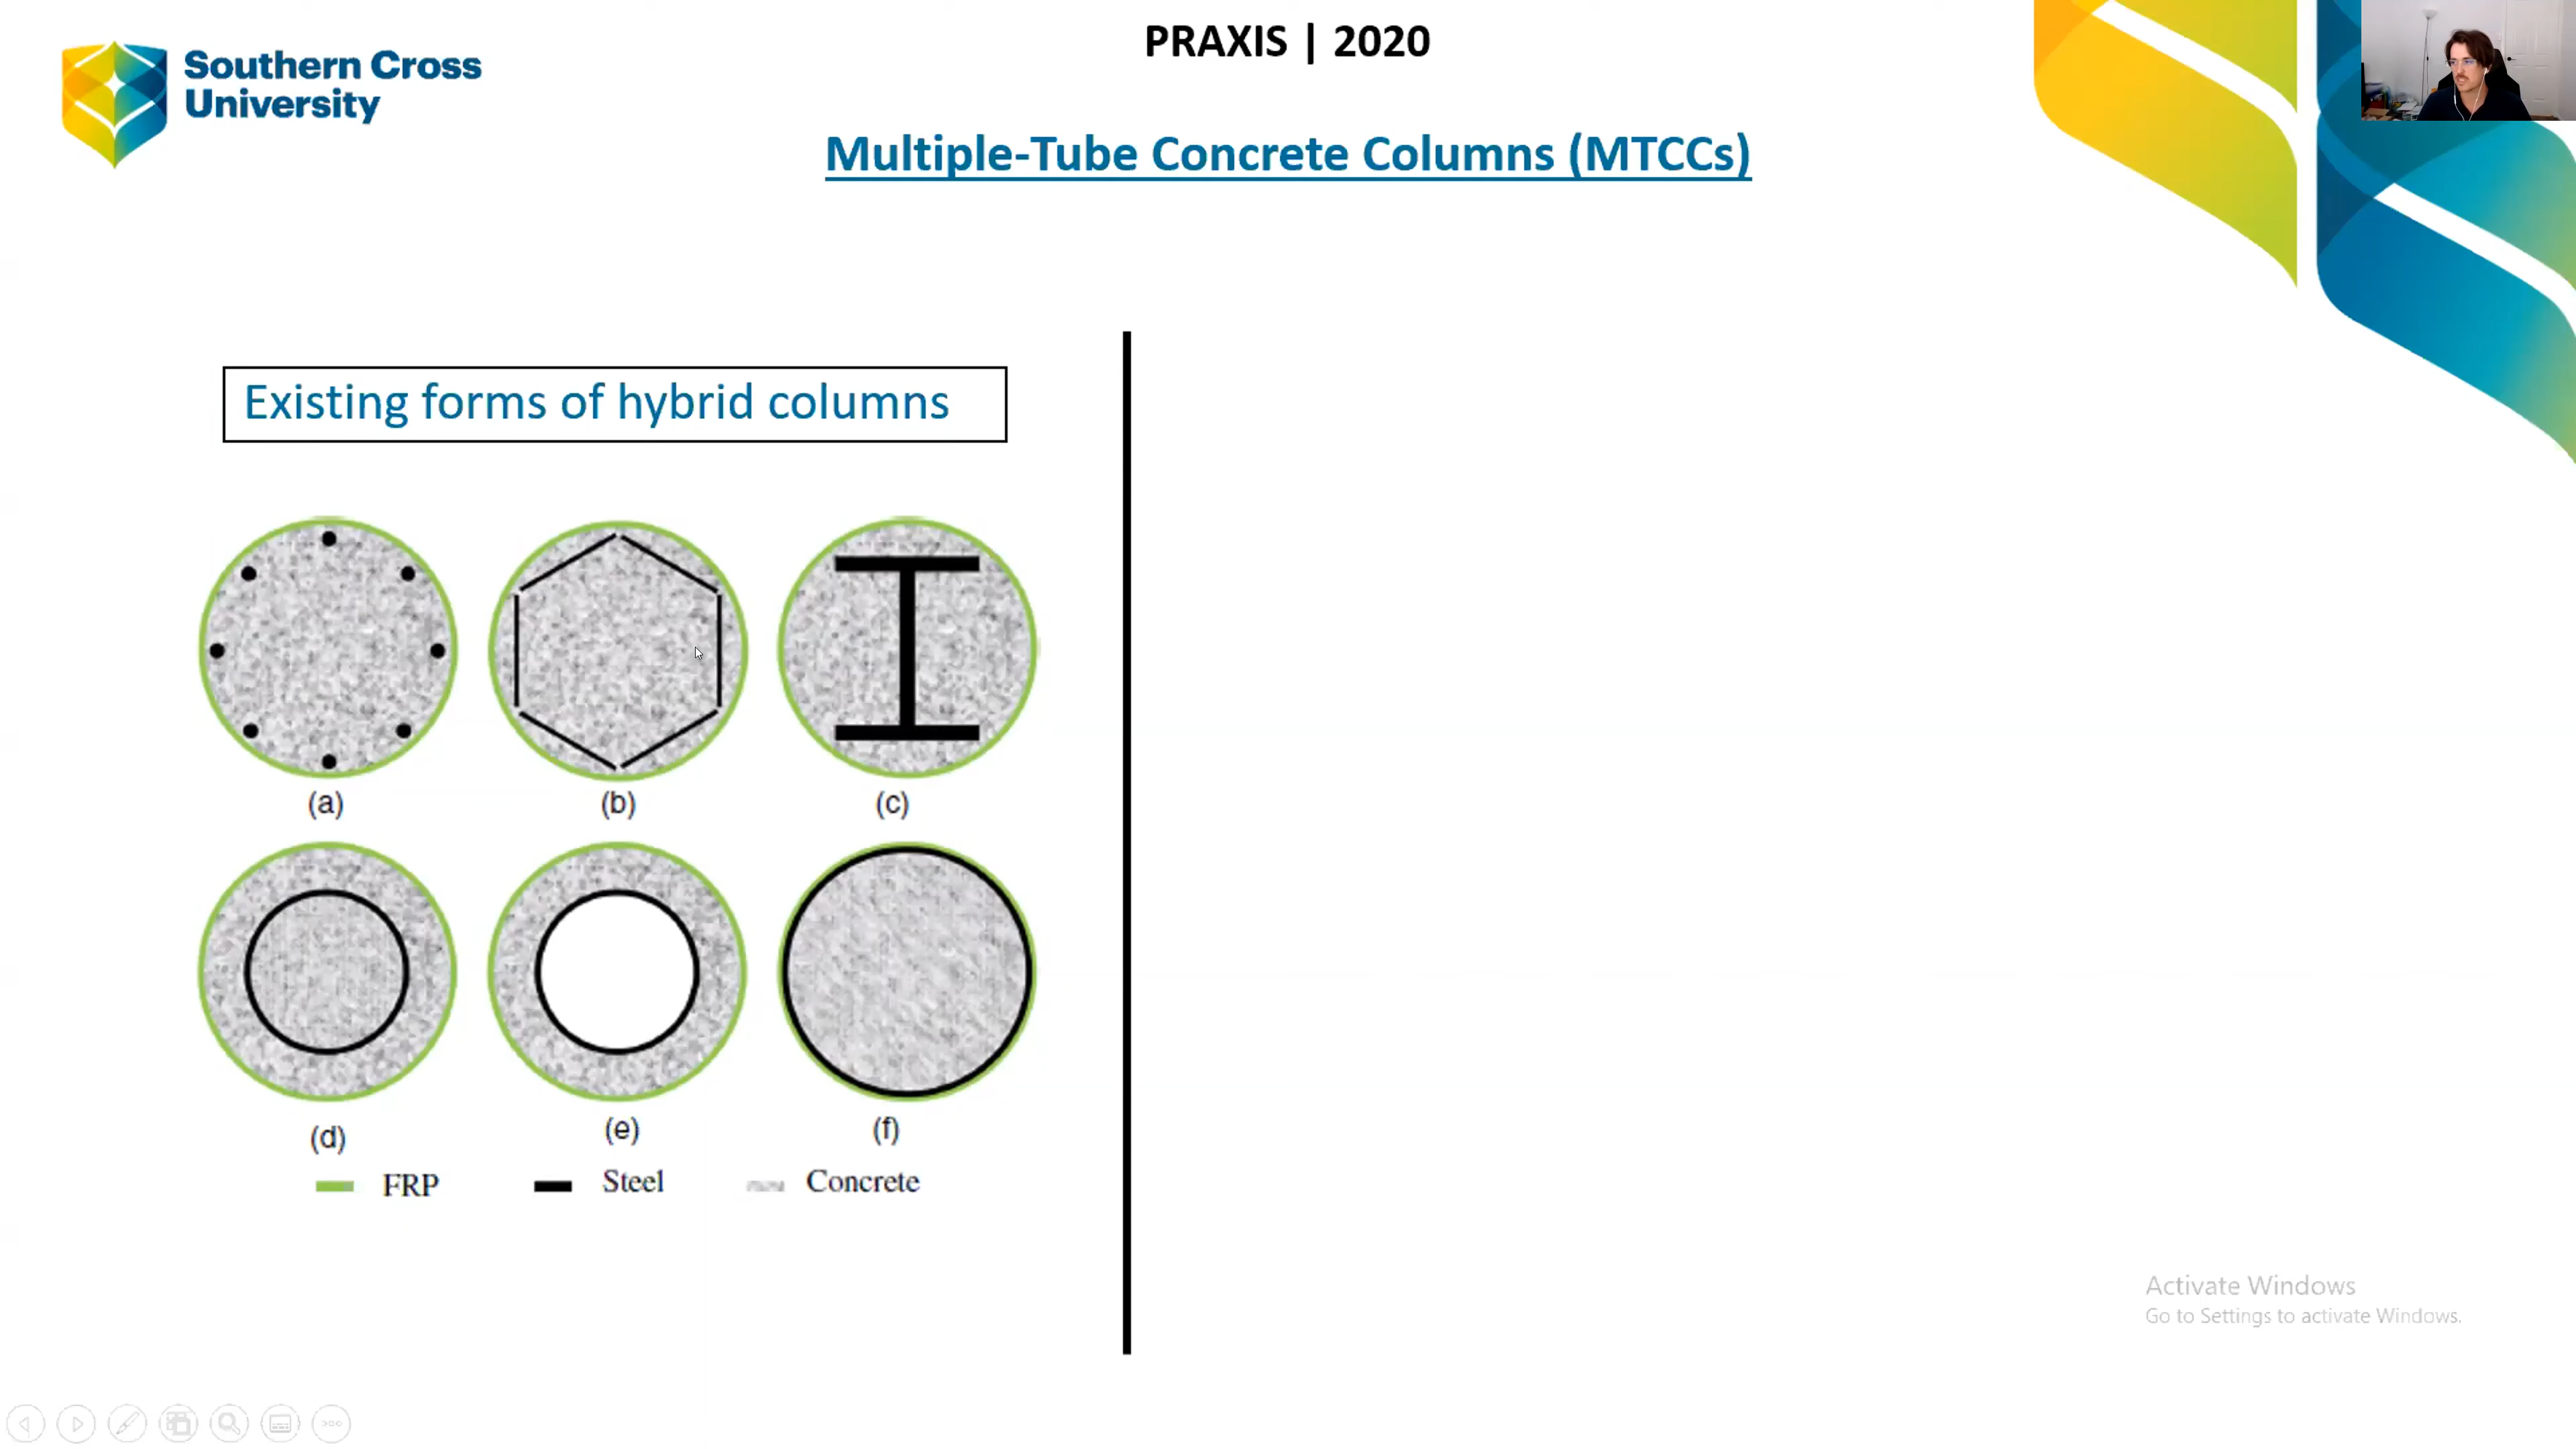 Southern Cross
University
PRAXIS | 2020
Multiple-Tube Concrete Columns (MTCCs)
Existing forms of hybrid columns
(a)
(b)
(c)
(d)
(e)
(f)
FRP
Steel
Concrete
Activate Windows
Go to Settings to activate Windows.